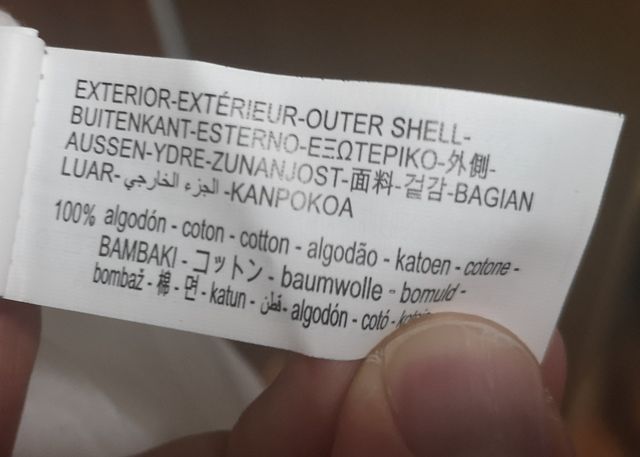 EXTERIOR-EXTÉRIEUR-OUTER SHELL-
BUITENKANT-ESTERNO-ΕΞΩΤΕΡΙΚΟ-外側-
AUSSEN-YDRE-ZUNANJOST-面料-겉감-BAGIAN
LUAR-الجزء الخارجي-KANPOKOA
100% algodón - coton - cotton - algodão - katoen - cotone -
BAMBAKI - コットン - baumwolle - bomuld -
bombaž - 棉 - 면 - katun - قطن - algodón - cotó -